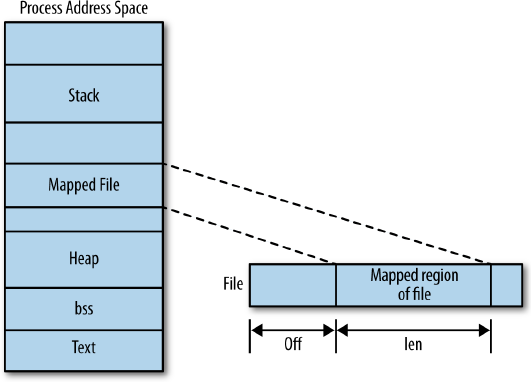 Process Address Space
Stack
Mapped File
Heap
bss
Text
File
Mapped region
of file
Off
len